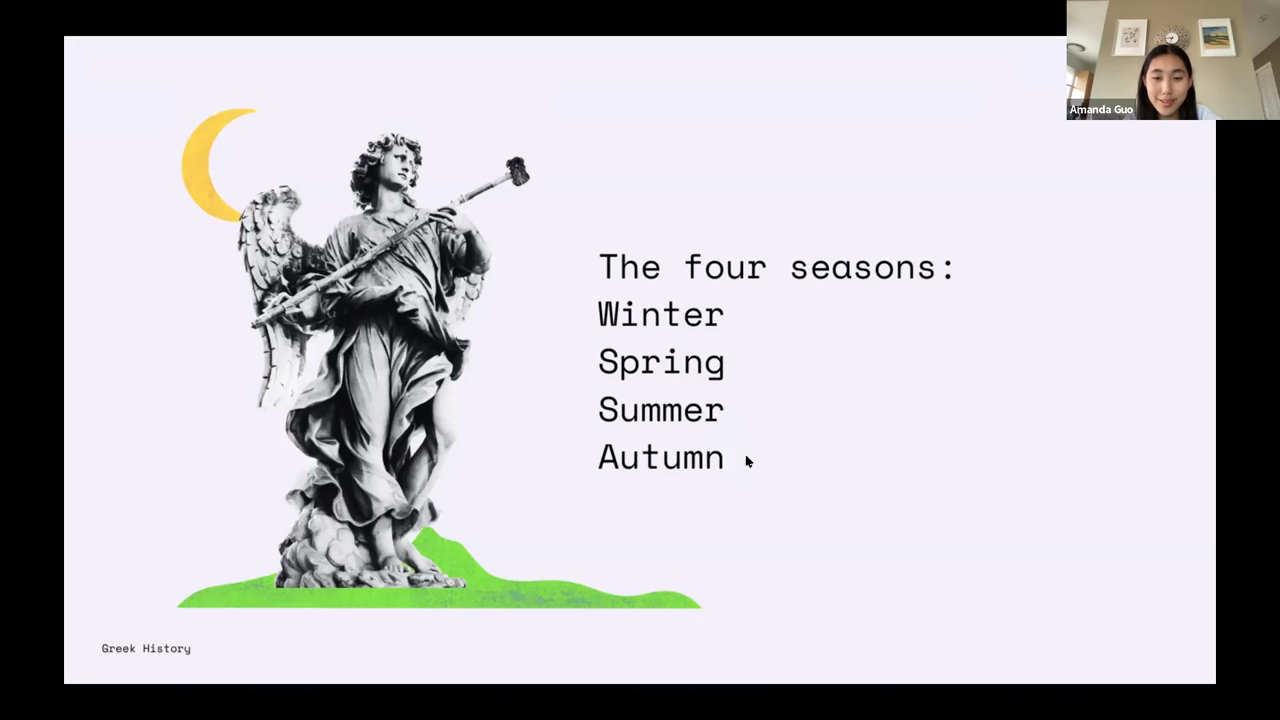 Amanda Guo
The four seasons:
Winter
Spring
Summer
Autumn
Greek History